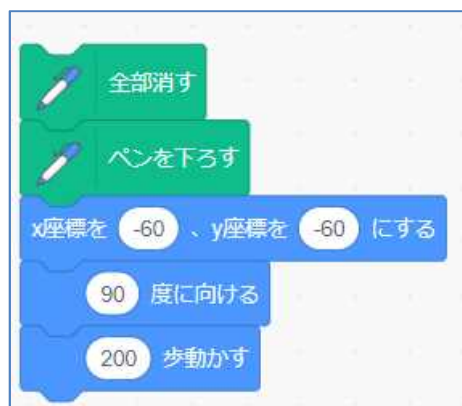 全部消す
ペンを下ろす
x座標を -60 、y座標を -60 にする
90 度に向ける
200 歩動かす